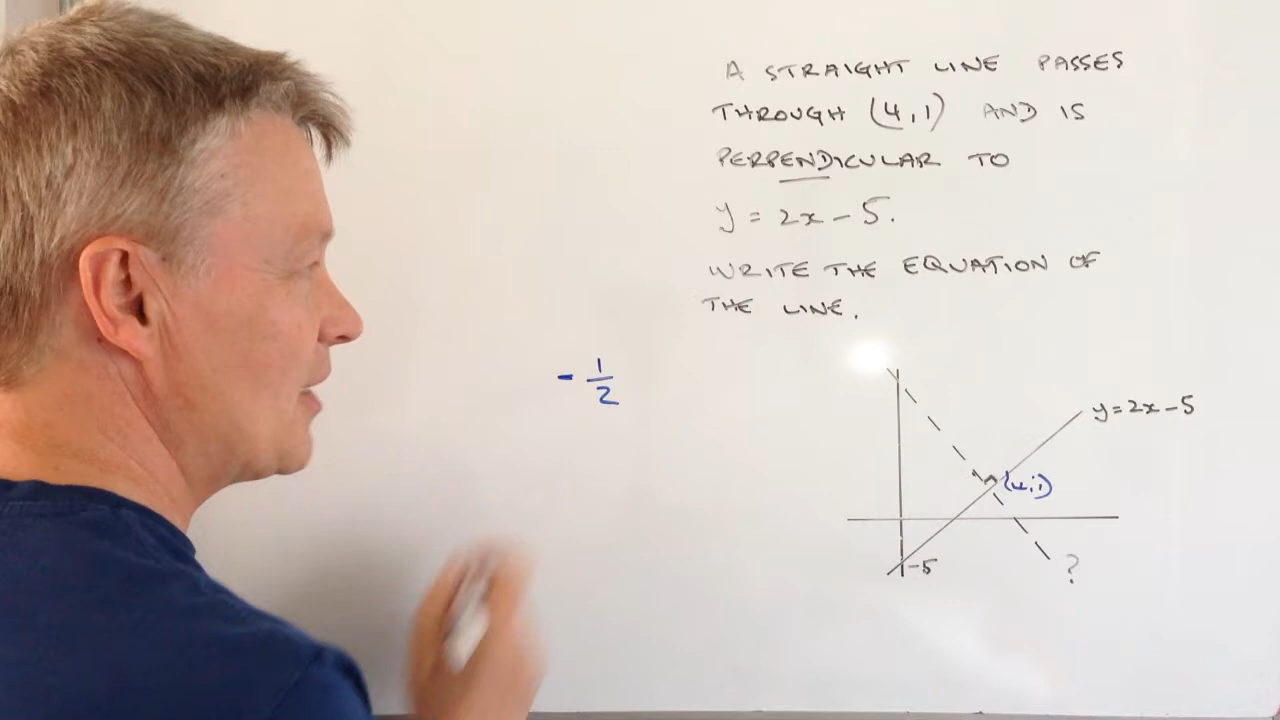 A STRAIGHT LINE PASSES
THROUGH (4,1) AND IS
PERPENDICULAR TO
y = 2x - 5.
WRITE THE EQUATION OF
THE LINE.
- 1/2
y = 2x - 5
(4,1)
-5
?